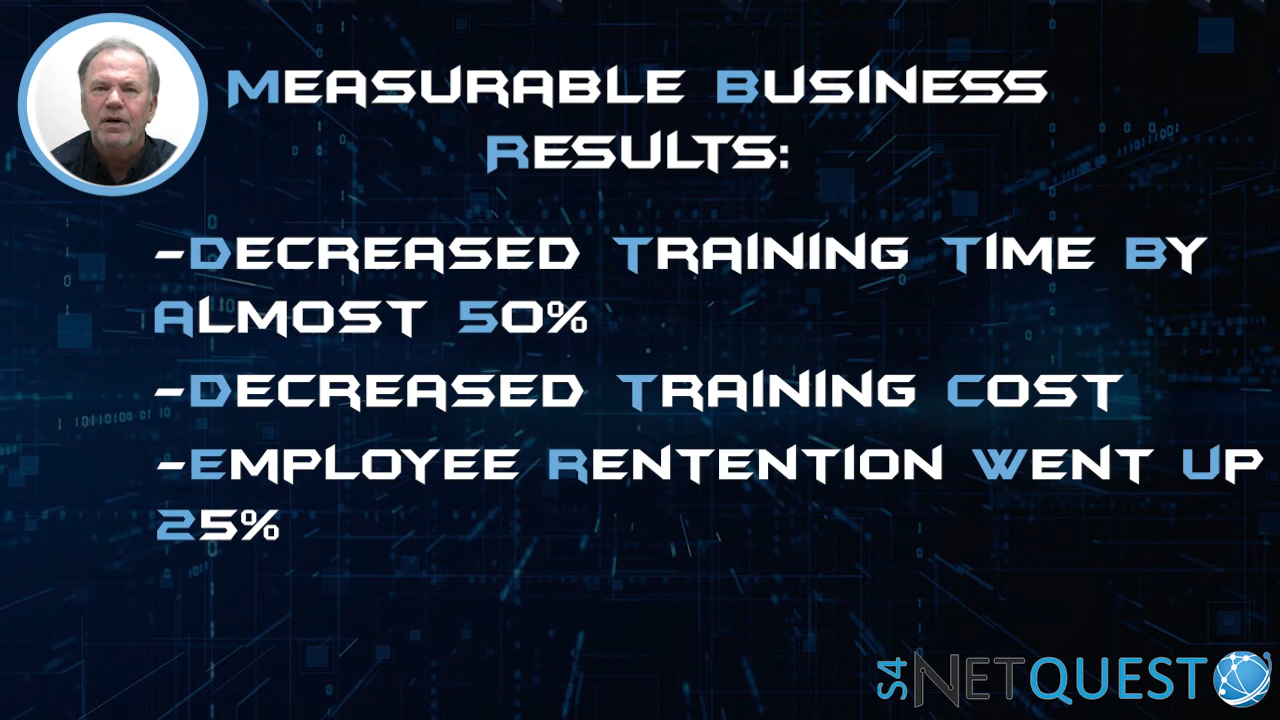 MEASURABLE BUSINESS
RESULTS:
-DECREASED TRAINING TIME BY
ALMOST 50%
-DECREASED TRAINING COST
-EMPLOYEE RENTENTION WENT UP
25%
S4 NETQUEST